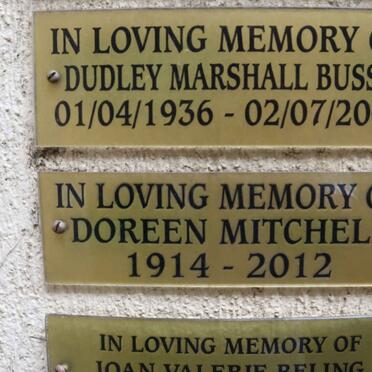 IN LOVING MEMORY
DUDLEY MARSHALL BUSS
01/04/1936 - 02/07/20
IN LOVING MEMORY
DOREEN MITCHEL
1914 - 2012
IN LOVING MEMORY OF
JOAN VALERIE BELING